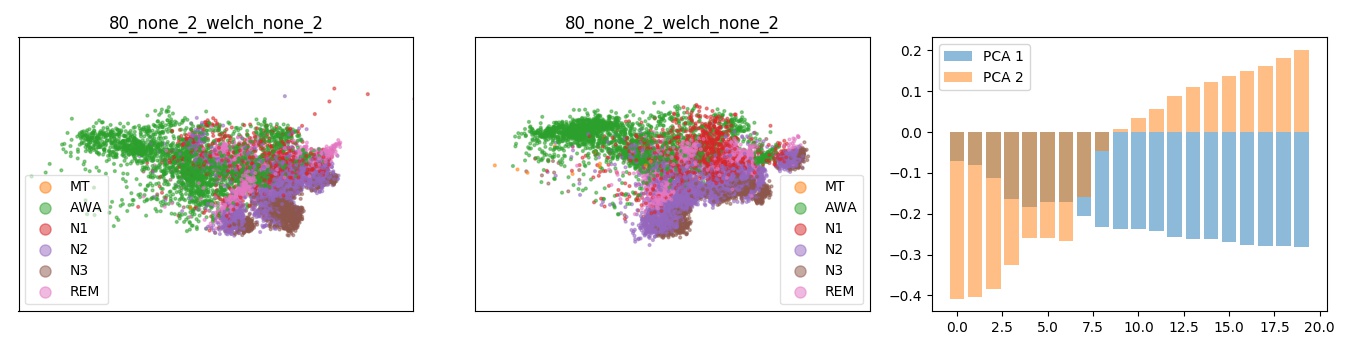 80_none_2_welch_none_2
MT
AWA
N1
N2
N3
REM
80_none_2_welch_none_2
MT
AWA
N1
N2
N3
REM
PCA 1
PCA 2
0.2
0.1
0.0
−0.1
−0.2
−0.3
−0.4
0.0 2.5 5.0 7.5 10.0 12.5 15.0 17.5 20.0